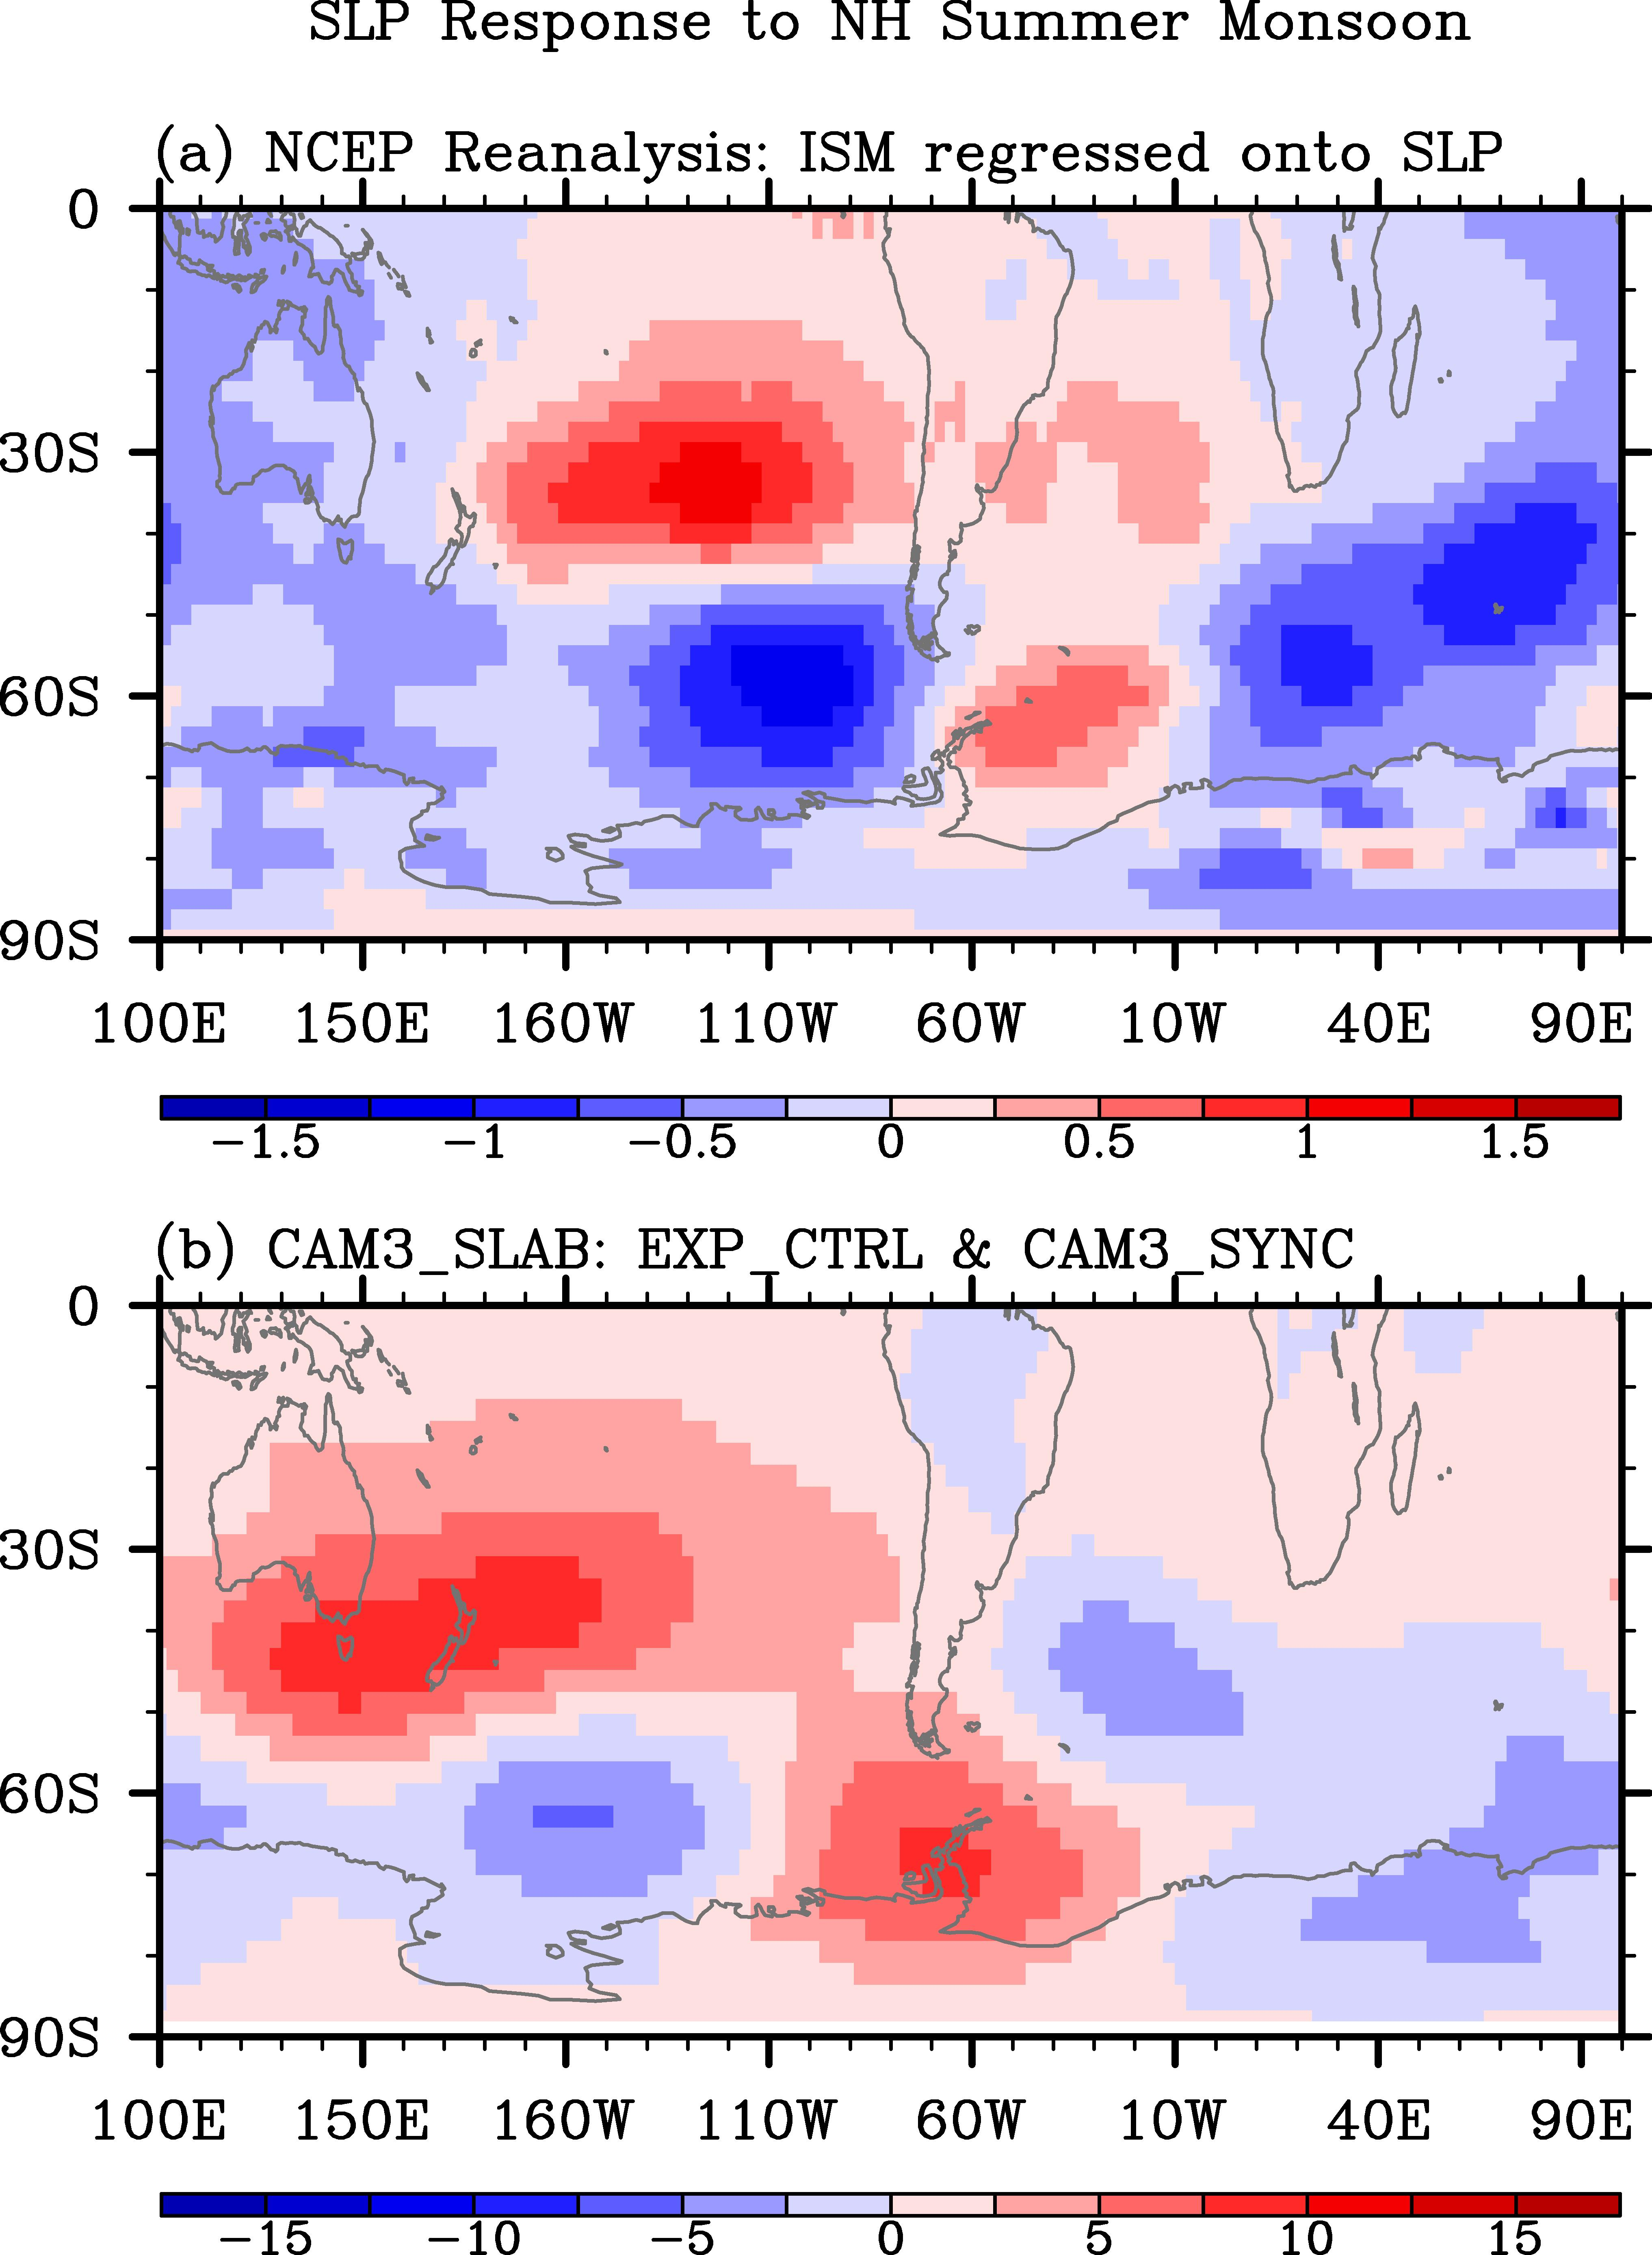 SLP Response to NH Summer Monsoon
(a) NCEP Reanalysis: ISM regressed onto SLP
0
30S
60S
90S
100E 150E 160W 110W 60W 10W 40E 90E
−1.5 −1 −0.5 0 0.5 1 1.5
(b) CAM3_SLAB: EXP_CTRL & CAM3_SYNC
0
30S
60S
90S
100E 150E 160W 110W 60W 10W 40E 90E
−15 −10 −5 0 5 10 15